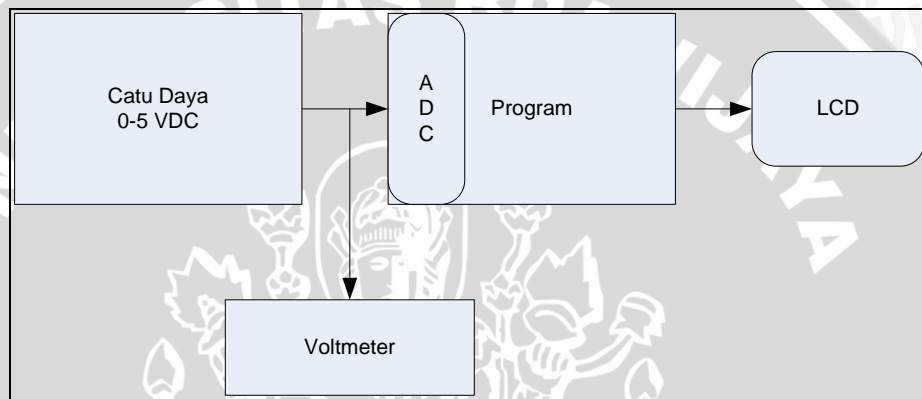 Catu Daya
0-5 VDC
A
D
C
Program
LCD
Voltmeter